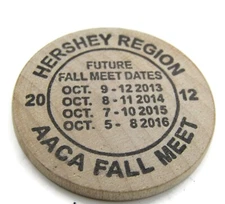 HERSHEY REGION
FUTURE
FALL MEET DATES
OCT. 9 - 12 2013
OCT. 8 - 11 2014
OCT. 7 - 10 2015
OCT. 5 - 8 2016
20 12
AACA FALL MEET